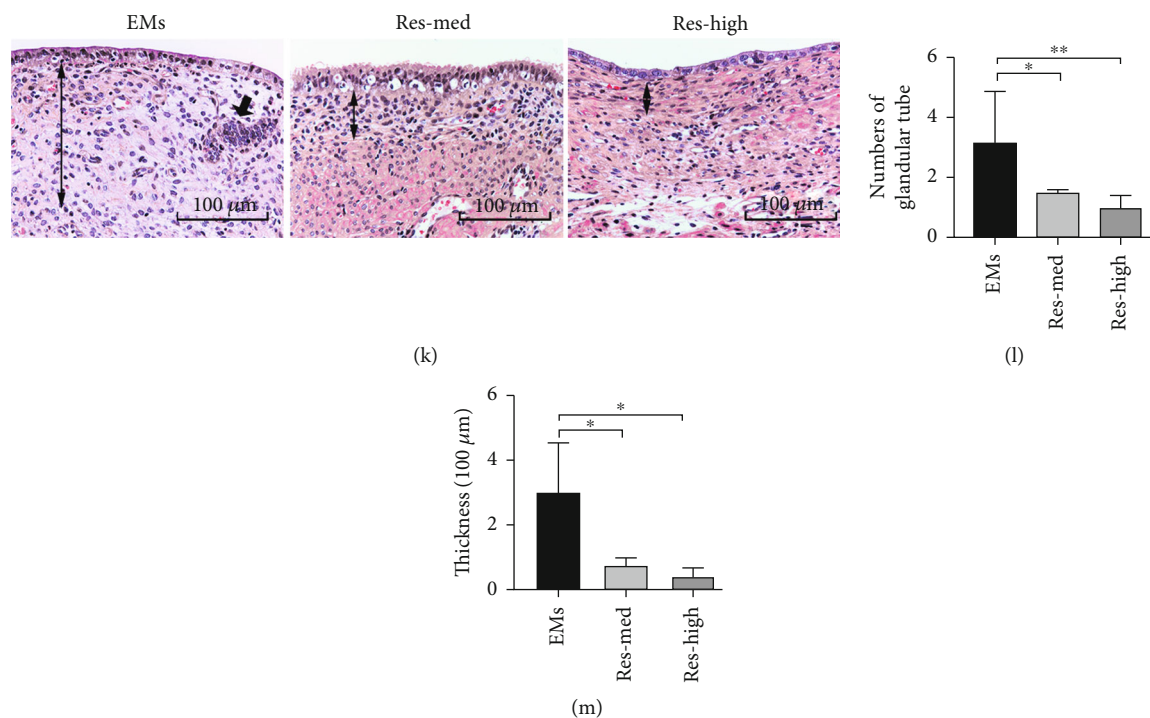 EMs
Res-med
Res-high
100 μm
100 μm
100 μm
(k)
Numbers of
glandular tube
6
4
2
0
*
**
EMs
Res-med
Res-high
(l)
Thickness (100 μm)
6
4
2
0
*
*
EMs
Res-med
Res-high
(m)